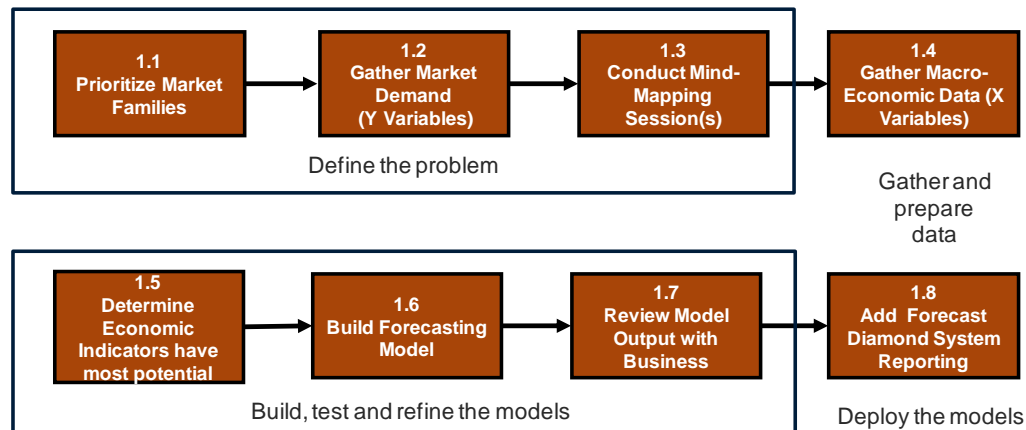 1.1
Prioritize Market
Families
1.2
Gather Market
Demand
(Y Variables)
1.3
Conduct Mind-
Mapping
Session(s)
1.4
Gather Macro-
Economic Data (X
Variables)
Define the problem
Gather and
prepare
data
1.5
Determine
Economic
Indicators have
most potential
1.6
Build Forecasting
Model
1.7
Review Model
Output with
Business
1.8
Add Forecast
Diamond System
Reporting
Build, test and refine the models
Deploy the models